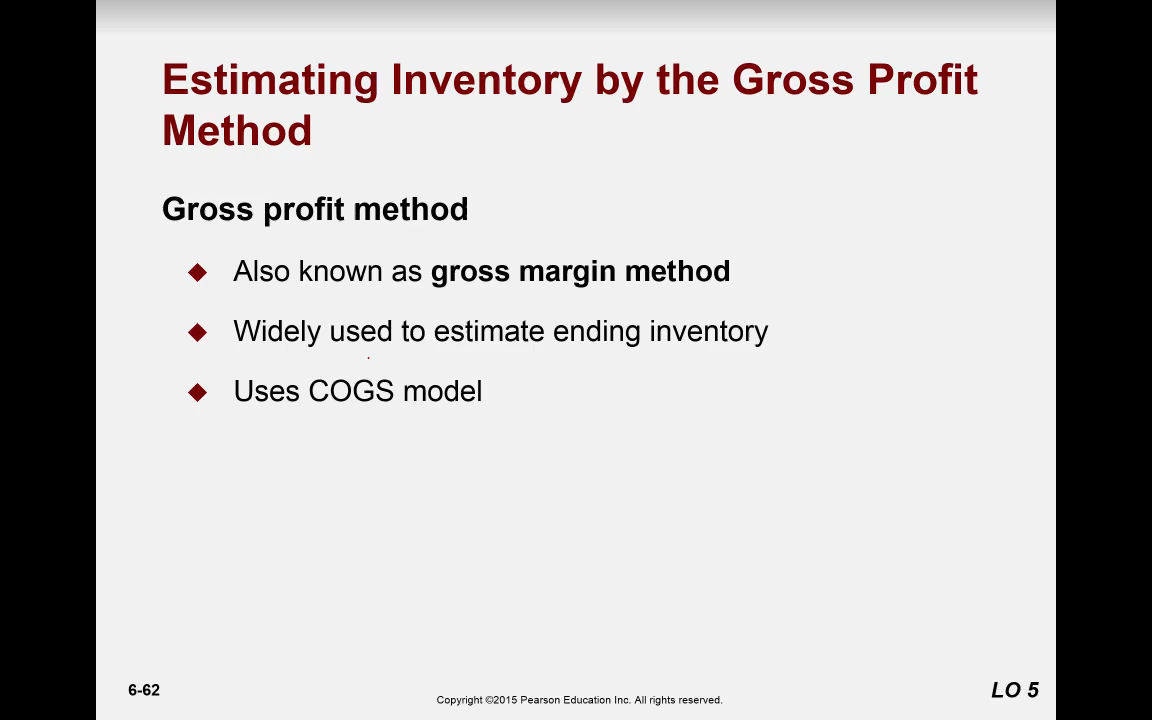 Estimating Inventory by the Gross Profit
Method
Gross profit method
Also known as gross margin method
Widely used to estimate ending inventory
Uses COGS model
6-62
Copyright ©2015 Pearson Education Inc. All rights reserved.
LO 5